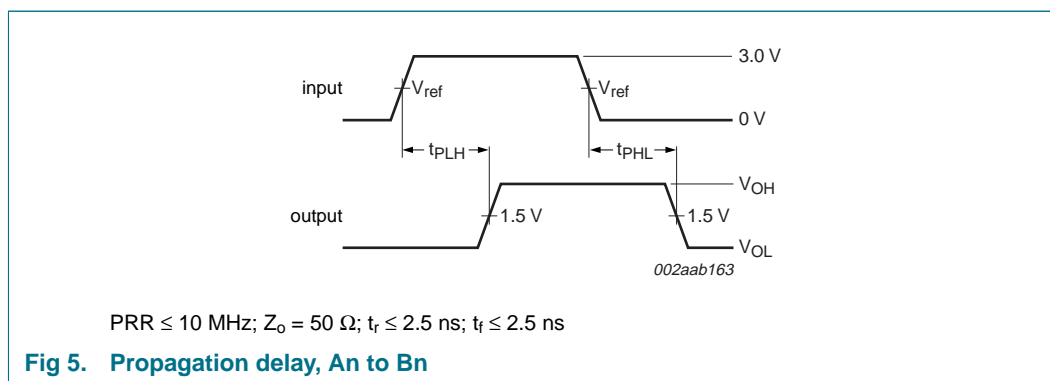 3.0 V
input
Vref
Vref
0 V
tPLH
tPHL
VOH
output
1.5 V
1.5 V
VOL
002aab163
PRR ≤ 10 MHz; Zo = 50 Ω; tr ≤ 2.5 ns; tf ≤ 2.5 ns
Fig 5. Propagation delay, An to Bn